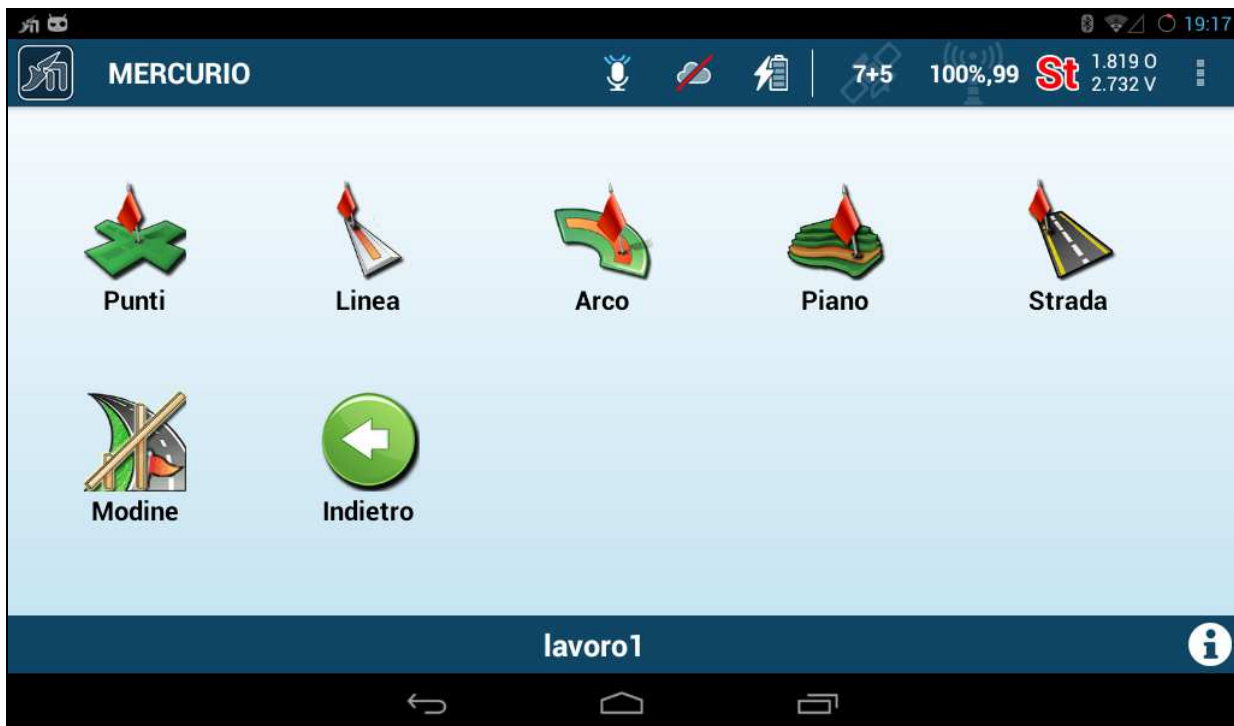 19:17
MERCURIO
7+5
100%,99
St
1.819 O
2.732 V
Punti
Linea
Arco
Piano
Strada
Modine
Indietro
lavoro1